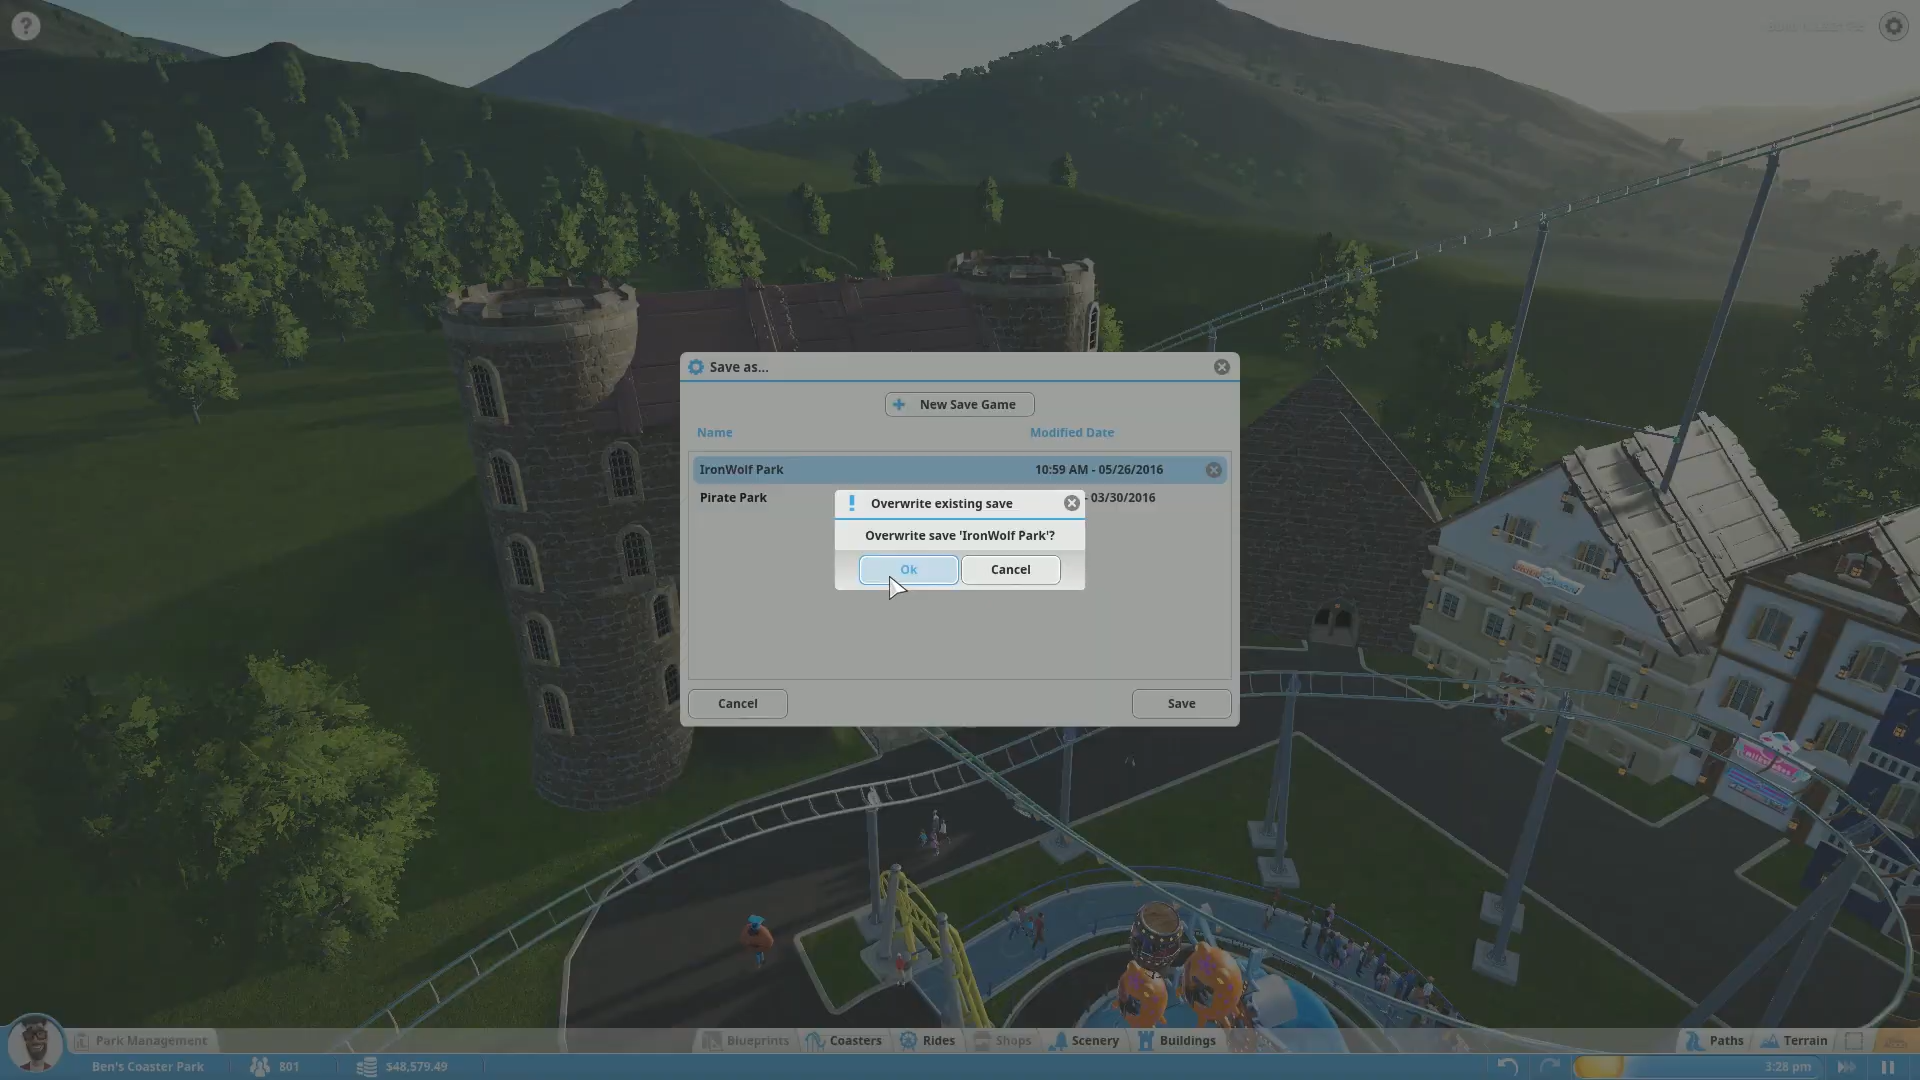 ?
Save as...
New Save Game
Name Modified Date
IronWolf Park 10:59 AM - 05/26/2016
Pirate Park - 03/30/2016
Overwrite existing save
Overwrite save 'IronWolf Park'?
Ok Cancel
Cancel Save
Park Management Blueprints Coasters Rides Shops Scenery Buildings Paths Terrain
Ben's Coaster Park 801 $48,579.49 3:28 pm